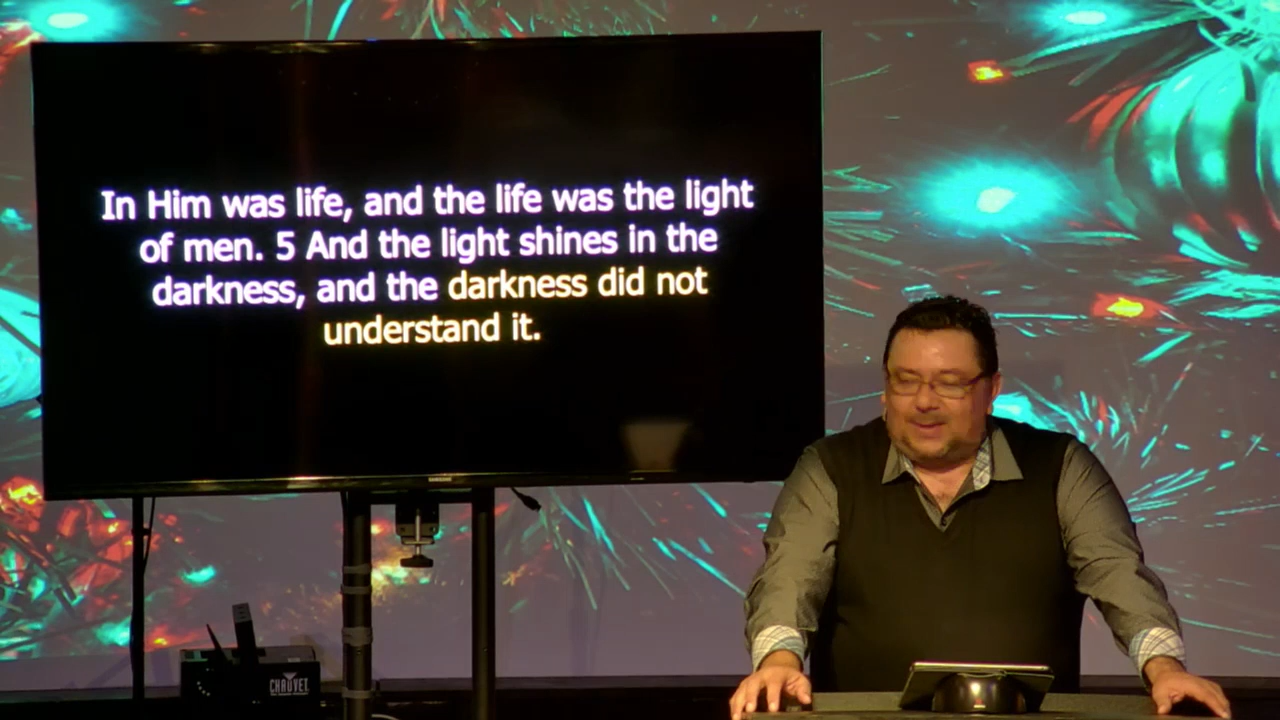 In Him was life, and the life was the light
of men. 5 And the light shines in the
darkness, and the darkness did not
understand it.
SAMSUNG
CHAUVET